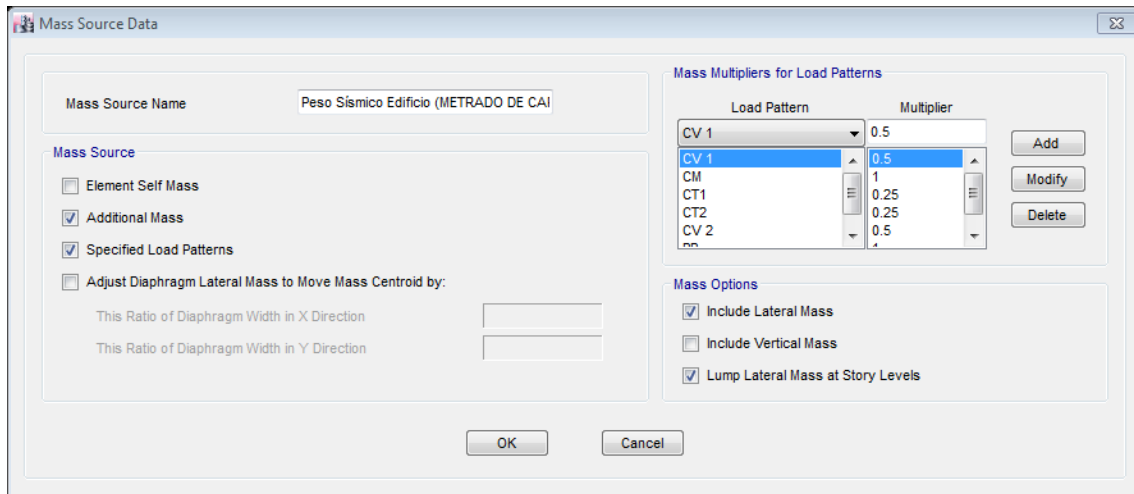 Mass Source Data
Mass Source Name
Peso Sísmico Edificio (METRADO DE CAI
Mass Source
Element Self Mass
Additional Mass
Specified Load Patterns
Adjust Diaphragm Lateral Mass to Move Mass Centroid by:
This Ratio of Diaphragm Width in X Direction
This Ratio of Diaphragm Width in Y Direction
Mass Multipliers for Load Patterns
Load Pattern Multiplier
CV 1 0.5
CV 1 0.5
CM 1
CT1 0.25
CT2 0.25
CV 2 0.5
Add
Modify
Delete
Mass Options
Include Lateral Mass
Include Vertical Mass
Lump Lateral Mass at Story Levels
OK Cancel